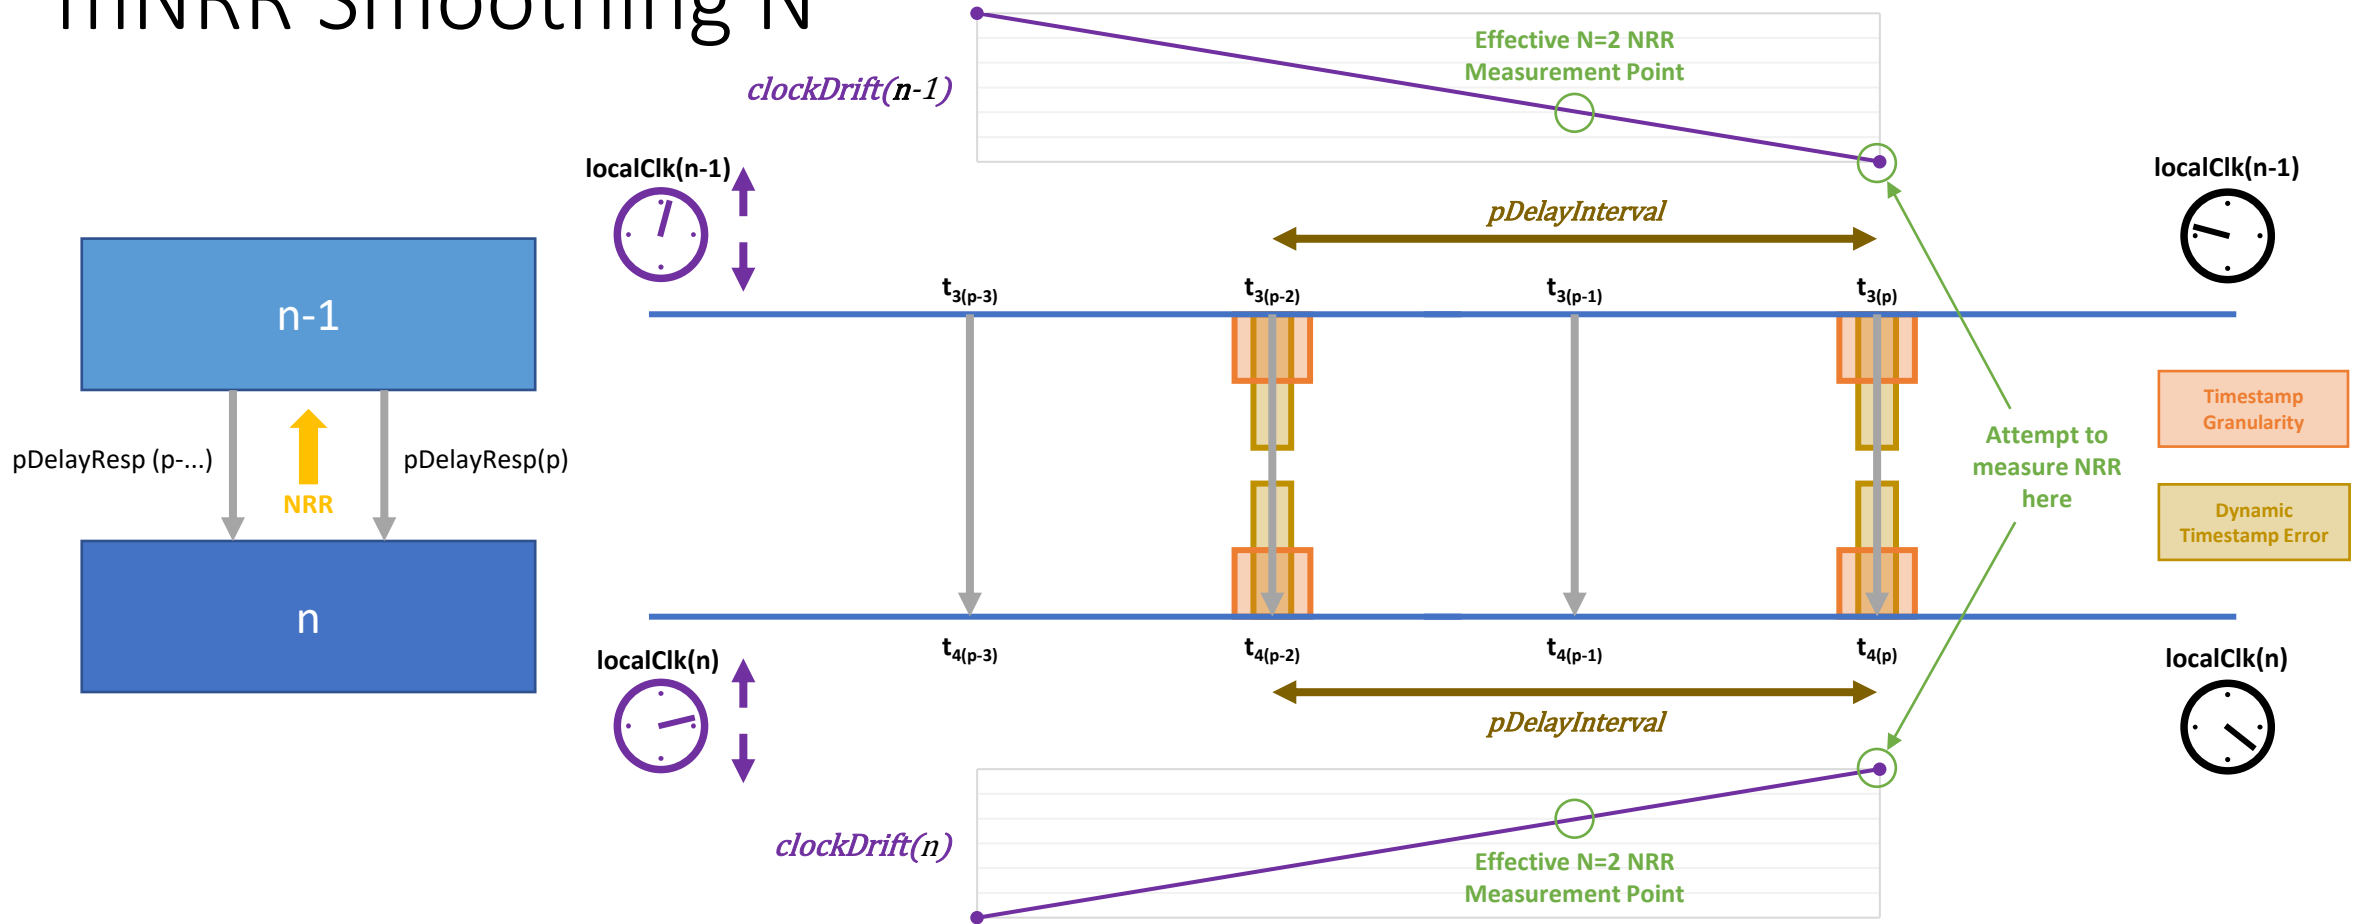 mNRR Smoothing N
Effective N=2 NRR
Measurement Point
clockDrift(n-1)
localClk(n-1)
localClk(n-1)
pDelayInterval
t3(p-3)
t3(p-2)
t3(p-1)
t3(p)
n-1
Timestamp
Granularity
Attempt to
measure NRR
here
pDelayResp (p-...)
pDelayResp(p)
NRR
Dynamic
Timestamp Error
n
t4(p-3)
t4(p-2)
t4(p-1)
t4(p)
localClk(n)
localClk(n)
pDelayInterval
clockDrift(n)
Effective N=2 NRR
Measurement Point